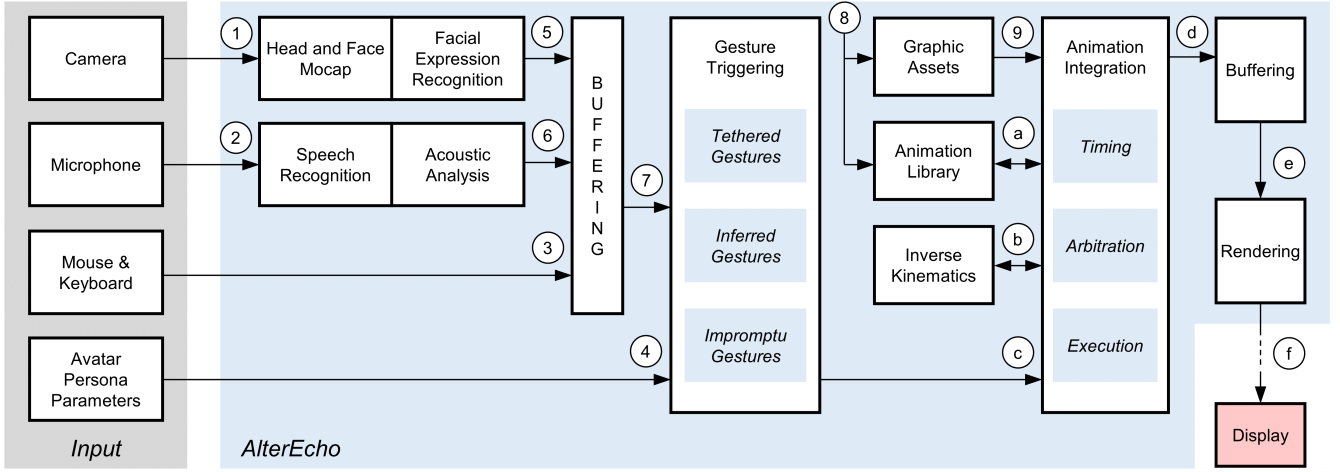 Camera
Microphone
Mouse &
Keyboard
Avatar
Persona
Parameters
Input
1
2
Head and Face
Mocap
Facial
Expression
Recognition
Speech
Recognition
Acoustic
Analysis
5
6
3
4
B
U
F
F
E
R
I
N
G
7
Gesture
Triggering
Tethered
Gestures
Inferred
Gestures
Impromptu
Gestures
8
Graphic
Assets
Animation
Library
Inverse
Kinematics
9
a
b
c
Animation
Integration
Timing
Arbitration
Execution
d
Buffering
e
Rendering
f
Display
AlterEcho